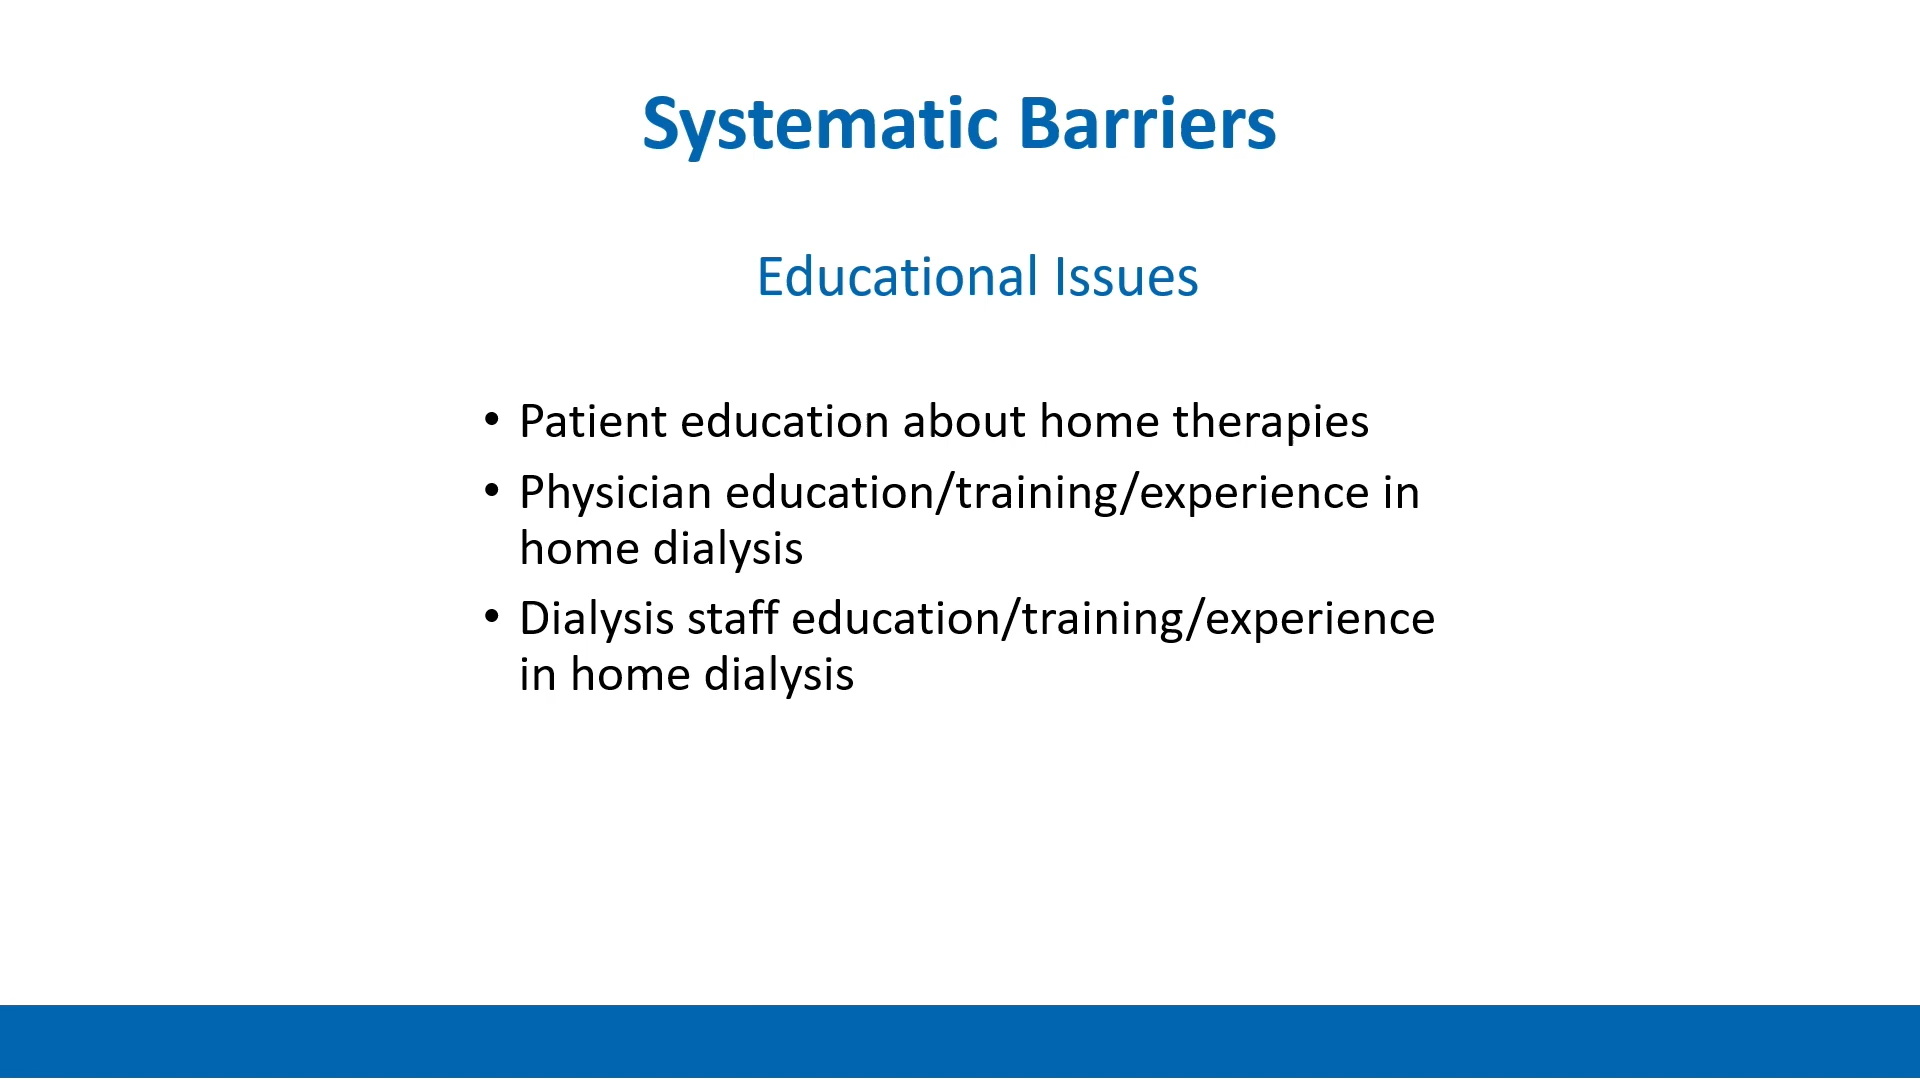 Systematic Barriers
Educational Issues
• Patient education about home therapies
• Physician education/training/experience in
home dialysis
• Dialysis staff education/training/experience
in home dialysis